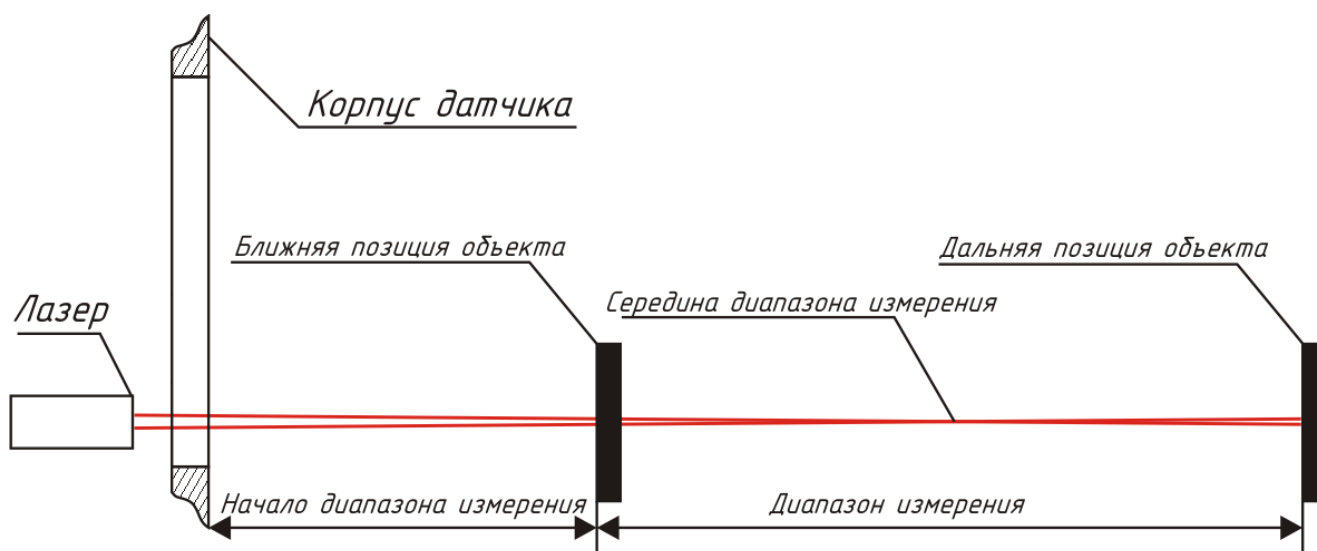 Корпус датчика
Ближняя позиция объекта
Дальняя позиция объекта
Середина диапазона измерения
Лазер
Начало диапазона измерения
Диапазон измерения